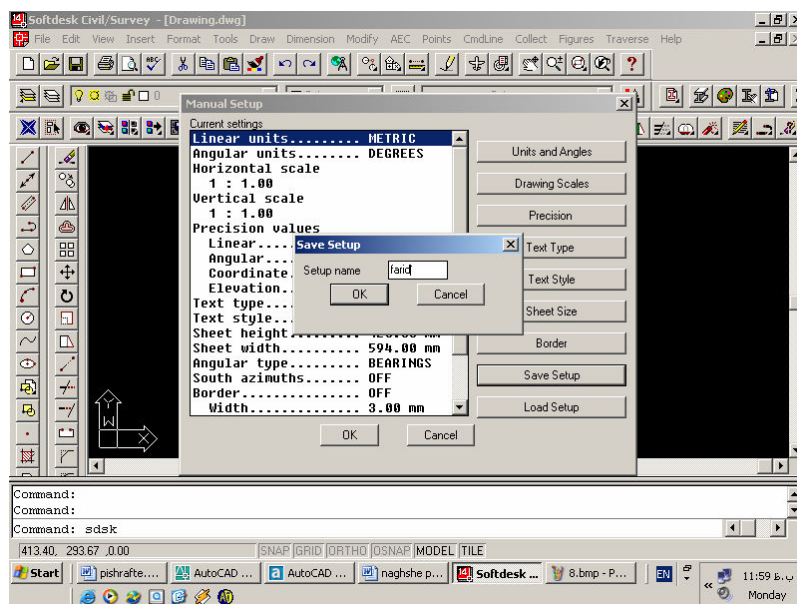 Softdesk Civil/Survey - [Drawing.dwg]
File Edit View Insert Format Tools Draw Dimension Modify AEC Points CmdLine Collect Figures Traverse Help
0
Manual Setup
Current settings
Linear units......... METRIC
Angular units........ DEGREES
Horizontal scale
1 : 1.00
Vertical scale
1 : 1.00
Precision values
Linear....
Angular...
Coordinate.
Elevation..
Text type....
Text style...
Sheet height
Sheet width.......... 594.00 mm
Angular type......... BEARINGS
South azimuths....... OFF
Border............... OFF
Width.............. 3.00 mm
OK Cancel
Units and Angles
Drawing Scales
Precision
Text Type
Text Style
Sheet Size
Border
Save Setup
Load Setup
Save Setup
Setup name farid
OK Cancel
W
Command:
Command:
Command: sdsk
413.40, 293.67 ,0.00 SNAP GRID ORTHO OSNAP MODEL TILE
Start pishrafte.... AutoCAD ... AutoCAD ... naghshe p... Softdesk ... 8.bmp - P... EN « 11:59 ب.ظ
Monday